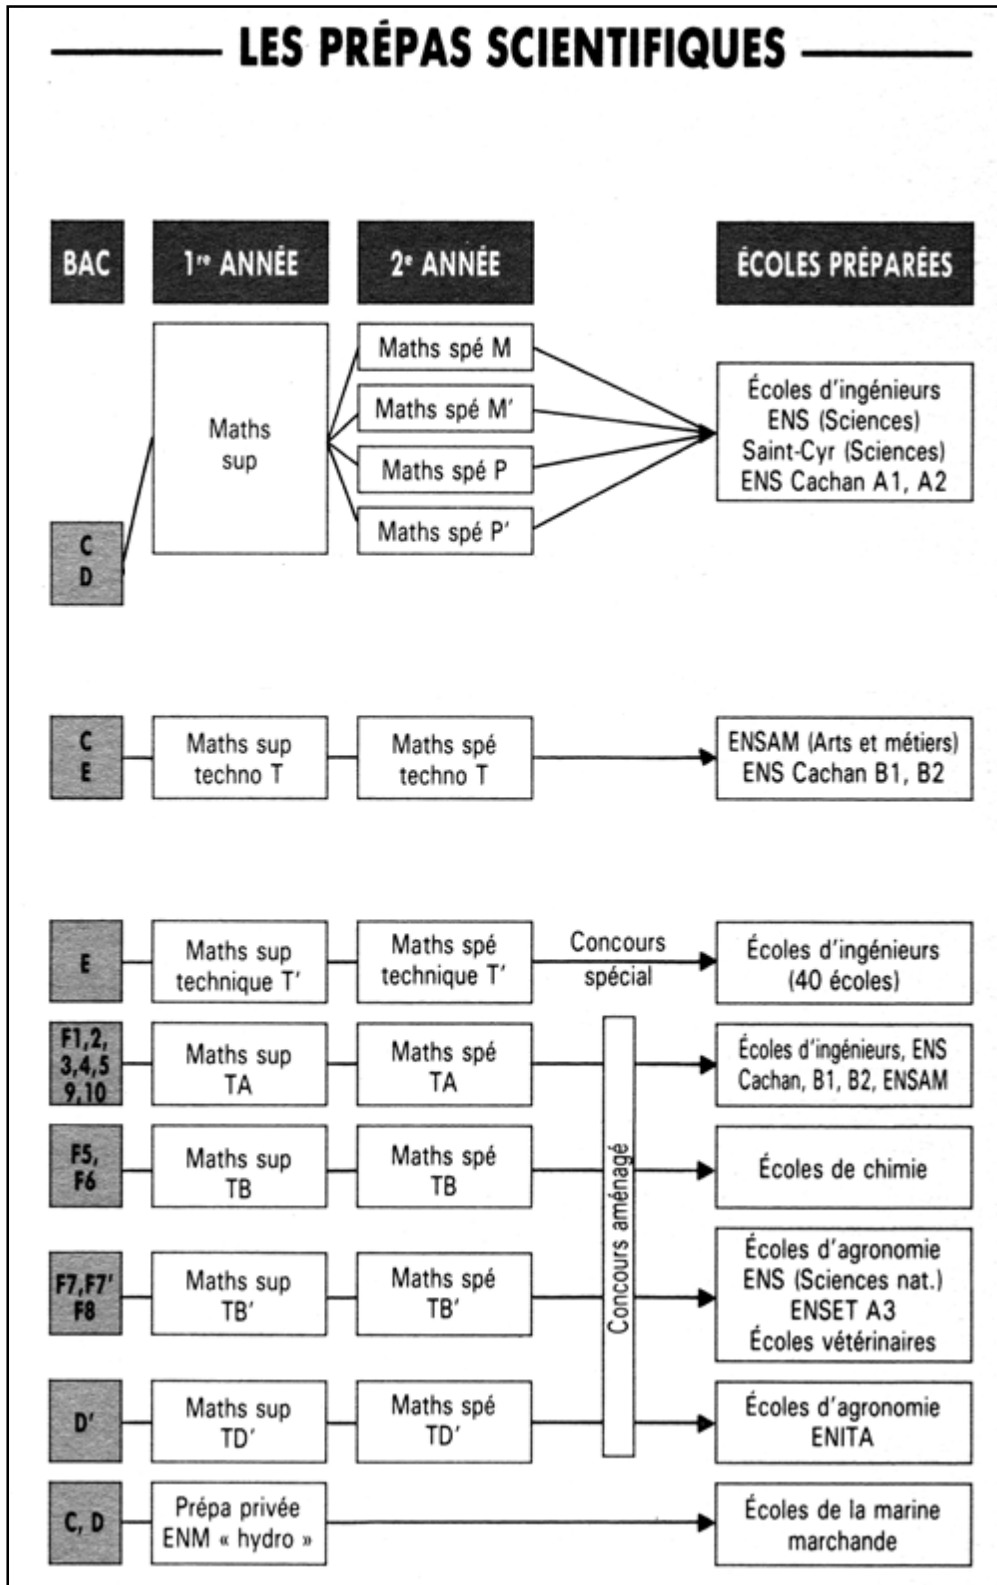 LES PRÉPAS SCIENTIFIQUES
BAC
1re ANNÉE
2e ANNÉE
ÉCOLES PRÉPARÉES
C
D
Maths
sup
Maths spé M
Maths spé M'
Maths spé P
Maths spé P'
Écoles d'ingénieurs
ENS (Sciences)
Saint-Cyr (Sciences)
ENS Cachan A1, A2
C
E
Maths sup
techno T
Maths spé
techno T
ENSAM (Arts et métiers)
ENS Cachan B1, B2
E
Maths sup
technique T'
Maths spé
technique T'
Concours
spécial
Écoles d'ingénieurs
(40 écoles)
F1,2,
3,4,5
9,10
Maths sup
TA
Maths spé
TA
Concours aménagé
Écoles d'ingénieurs, ENS
Cachan, B1, B2, ENSAM
F5,
F6
Maths sup
TB
Maths spé
TB
Écoles de chimie
F7,F7'
F8
Maths sup
TB'
Maths spé
TB'
Écoles d'agronomie
ENS (Sciences nat.)
ENSET A3
Écoles vétérinaires
D'
Maths sup
TD'
Maths spé
TD'
Écoles d'agronomie
ENITA
C, D
Prépa privée
ENM « hydro »
Écoles de la marine
marchande